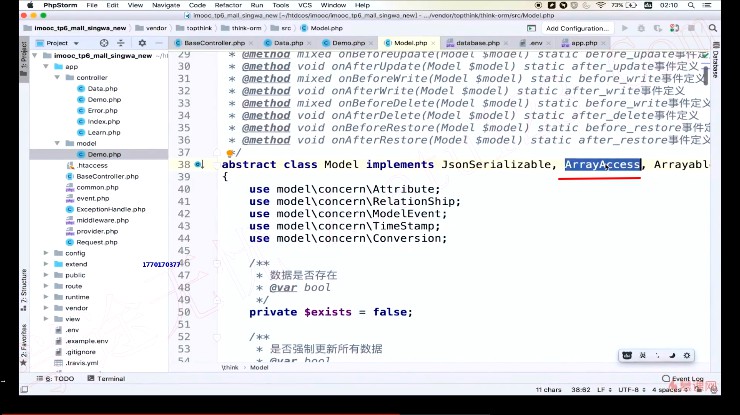 PhpStorm File Edit View Navigate Code Refactor Run Tools VCS Window Help 73% 02:10
imooc_tp6_mall_singwa_new [~/htdcos/imooc/imooc_tp6_mall_singwa_new] - .../vendor/topthink/think-orm/src/Model.php
imooc_tp6_mall_singwa_new vendor topthink think-orm src Model.php Add Configuration...
Project BaseController.php Data.php Demo.php Model.php database.php .env app.php
imooc_tp6_mall_singwa_new
app
controller
Data.php
Demo.php
Error.php
Index.php
Learn.php
model
Demo.php
.htaccess
BaseController.php
common.php
event.php
ExceptionHandle.php
middleware.php
provider.php
Request.php
config
extend
public
route
runtime
vendor
view
.env
.example.env
.gitignore
.travis.yml
1: Project
7: Structure
2: Favorites
Database
29 * @method mixed onBeforeUpdate(Model $model) static before_update事件定
30 * @method void onAfterUpdate(Model $model) static after_update事件定义
31 * @method mixed onBeforeWrite(Model $model) static before_write事件定义
32 * @method void onAfterWrite(Model $model) static after_write事件定义
33 * @method mixed onBeforeDelete(Model $model) static before_write事件定义
34 * @method void onAfterDelete(Model $model) static after_delete事件定义
35 * @method void onBeforeRestore(Model $model) static before_restore事件定
36 * @method void onAfterRestore(Model $model) static after_restore事件定义
37 */
38 abstract class Model implements JsonSerializable, ArrayAccess, Arrayabl
39 {
40 use model\concern\Attribute;
41 use model\concern\RelationShip;
42 use model\concern\ModelEvent;
43 use model\concern\TimeStamp;
44 use model\concern\Conversion;
45
46 /**
47 * 数据是否存在
48 * @var bool
49 */
50 private $exists = false;
51
52 /**
53 * 是否强制更新所有数据
54 * @var bool
1770170377
\think › Model
6: TODO Terminal Event Log
11 chars 38:62 LF UTF-8 4 spaces